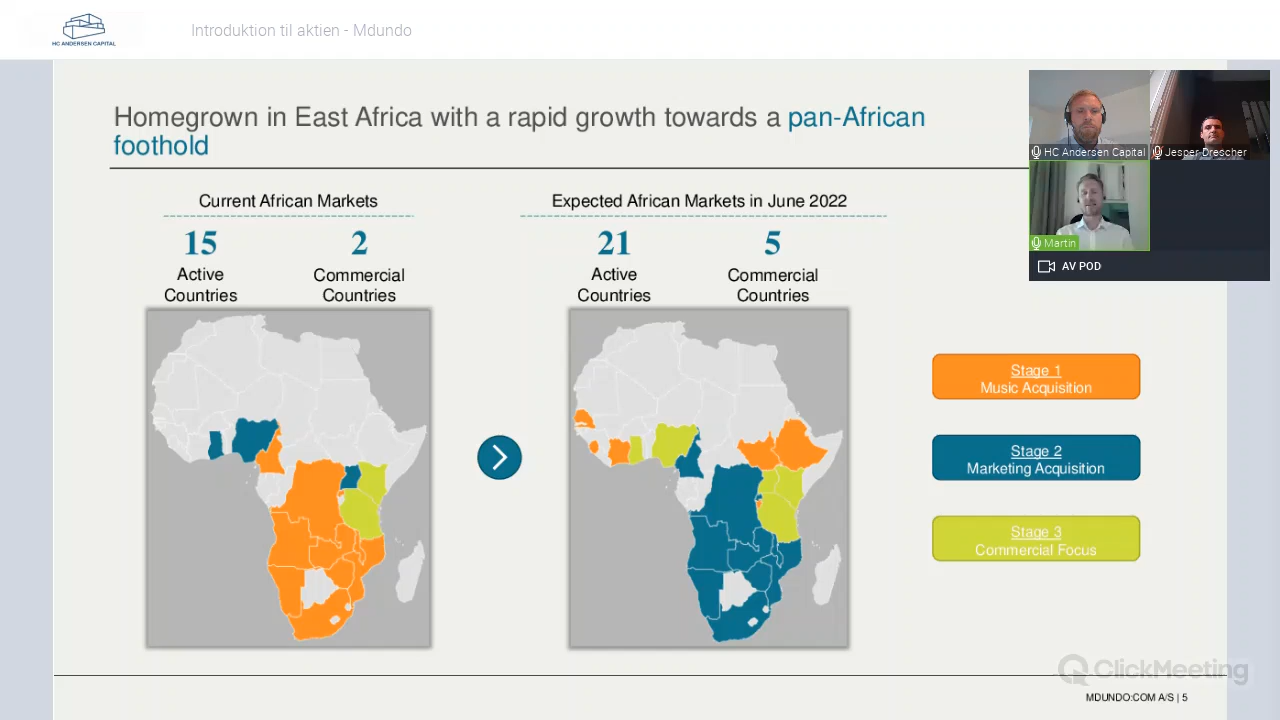 HC ANDERSEN CAPITAL
Introduktion til aktien - Mdundo
Homegrown in East Africa with a rapid growth towards a pan-African
foothold
HC Andersen Capital
Jesper Drescher
Martin
AV POD
Current African Markets
15
Active
Countries
2
Commercial
Countries
Expected African Markets in June 2022
21
Active
Countries
5
Commercial
Countries
Stage 1
Music Acquisition
Stage 2
Marketing Acquisition
Stage 3
Commercial Focus
ClickMeeting
MDUNDO:COM A/S | 5